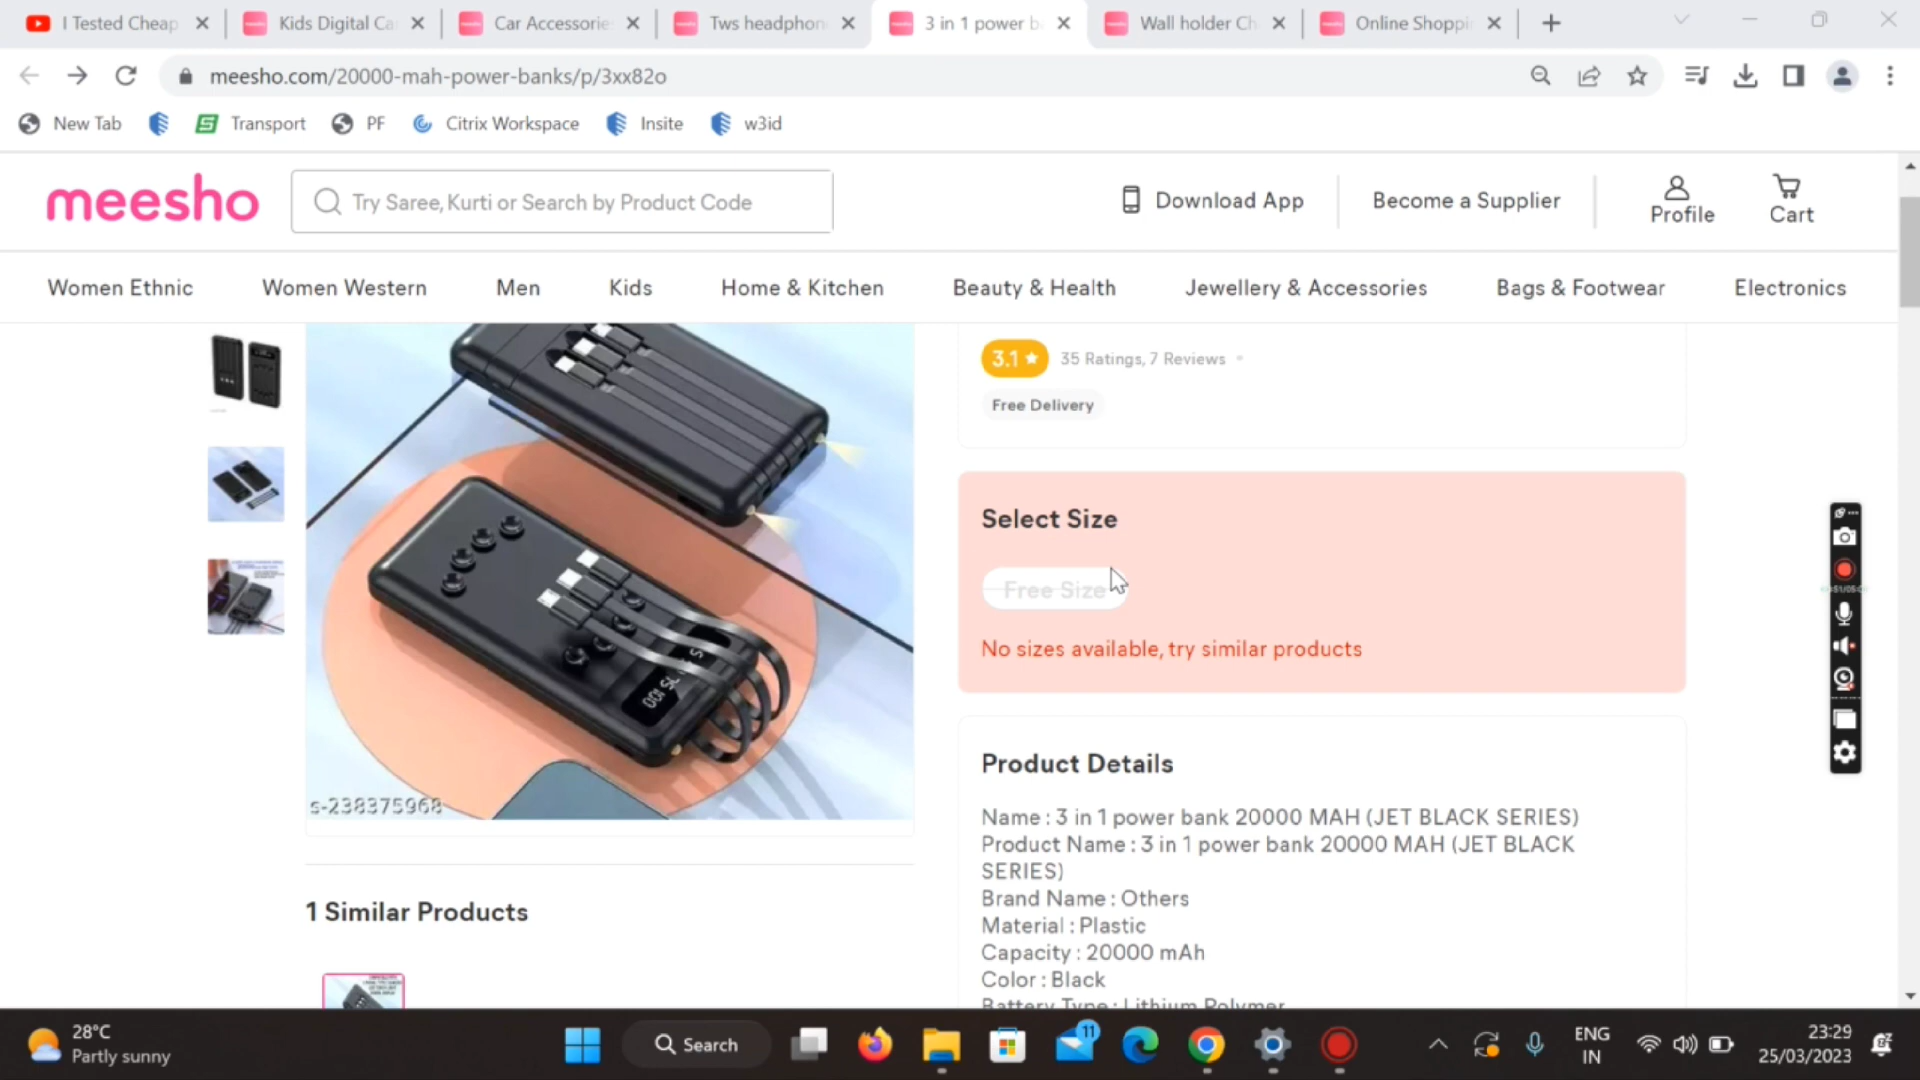 I Tested Cheap
Kids Digital Ca
Car Accessorie
Tws headphon
3 in 1 power b
Wall holder Ch
Online Shoppi
meesho.com/20000-mah-power-banks/p/3xx82o
New Tab
Transport
PF
Citrix Workspace
Insite
w3id
meesho
Try Saree, Kurti or Search by Product Code
Download App
Become a Supplier
Profile
Cart
Women Ethnic
Women Western
Men
Kids
Home & Kitchen
Beauty & Health
Jewellery & Accessories
Bags & Footwear
Electronics
3.1 ★
35 Ratings, 7 Reviews
Free Delivery
Select Size
Free Size
No sizes available, try similar products
s-238375968
Product Details
Name : 3 in 1 power bank 20000 MAH (JET BLACK SERIES)
Product Name : 3 in 1 power bank 20000 MAH (JET BLACK
SERIES)
Brand Name : Others
Material : Plastic
Capacity : 20000 mAh
Color : Black
Battery Type : Lithium Polymer
1 Similar Products
28°C
Partly sunny
Search
11
ENG
IN
23:29
25/03/2023